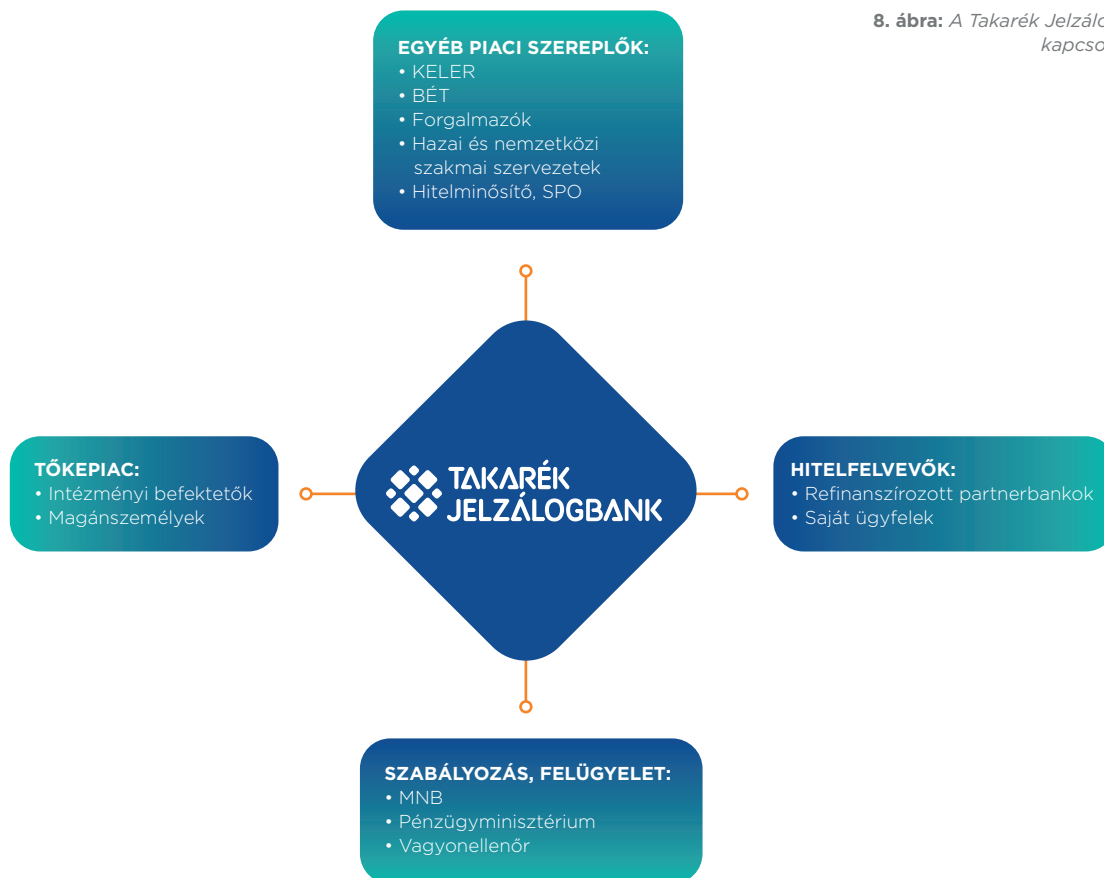 8. ábra: A Takarék Jelzálo
kapcso
EGYÉB PIACI SZEREPLŐK:
• KELER
• BÉT
• Forgalmazók
• Hazai és nemzetközi
szakmai szervezetek
• Hitelminősítő, SPO
TŐKEPIAC:
• Intézményi befektetők
• Magánszemélyek
TAKARÉK
JELZÁLOGBANK
HITELFELVEVŐK:
• Refinanszírozott partnerbankok
• Saját ügyfelek
SZABÁLYOZÁS, FELÜGYELET:
• MNB
• Pénzügyminisztérium
• Vagyonellenőr